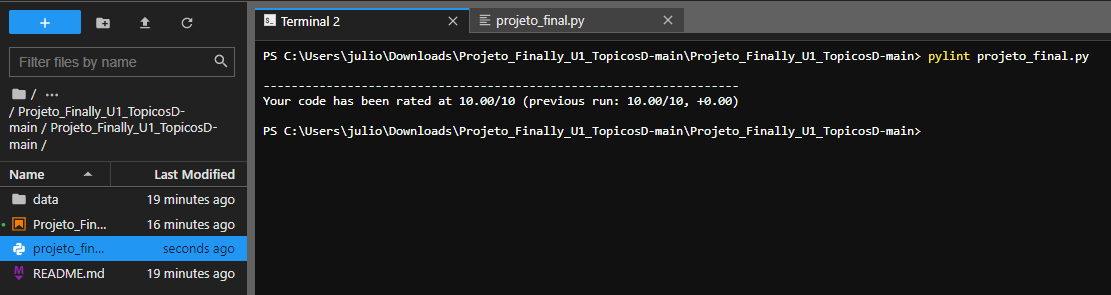 +
Filter files by name
/ ...
/ Projeto_Finally_U1_TopicosD-
main / Projeto_Finally_U1_TopicosD-
main /
Name Last Modified
data 19 minutes ago
Projeto_Fin... 16 minutes ago
projeto_fin... seconds ago
README.md 19 minutes ago
Terminal 2
projeto_final.py
PS C:\Users\julio\Downloads\Projeto_Finally_U1_TopicosD-main\Projeto_Finally_U1_TopicosD-main> pylint projeto_final.py
--------------------------------------------------------------------
Your code has been rated at 10.00/10 (previous run: 10.00/10, +0.00)
PS C:\Users\julio\Downloads\Projeto_Finally_U1_TopicosD-main\Projeto_Finally_U1_TopicosD-main>